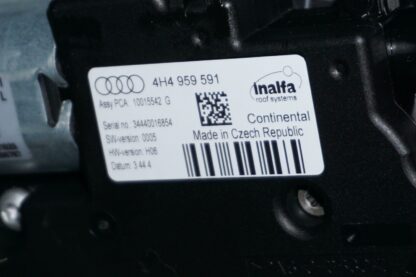 4H4 959 591
Assy PCA: 10015542 G
Serial no.: 34440016854
SW-version: 0005
HW-version: H06
Datum: 3.44.4
inalfa
roof systems
Continental
Made in Czech Republic